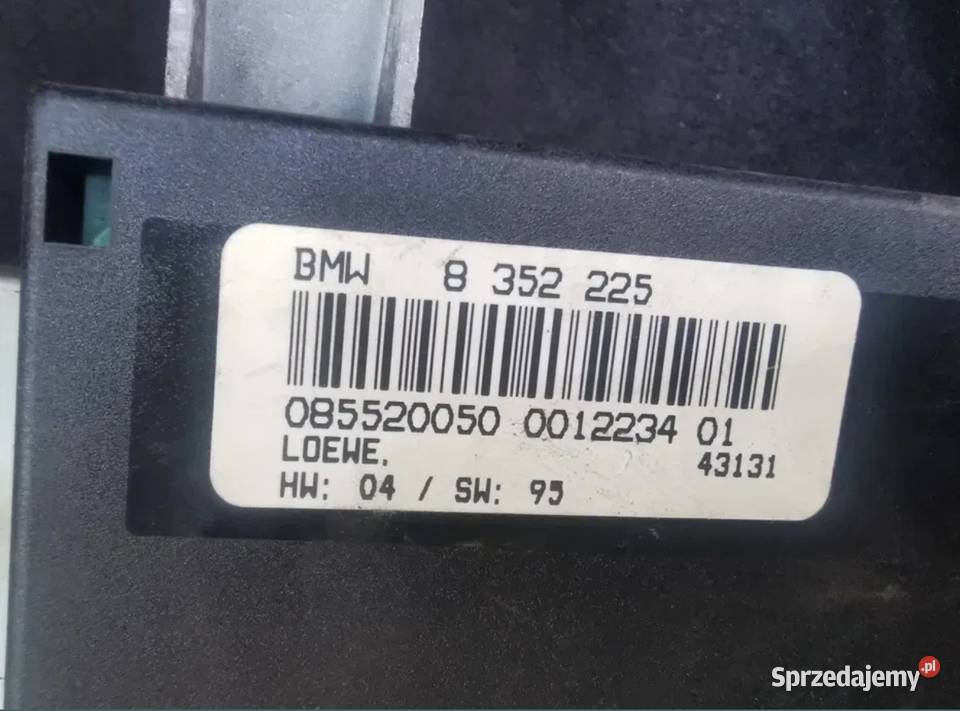 BMW 8 352 225
085520050 0012234 01
LOEWE. 43131
HW: 04 / SW: 95
Sprzedajemy.pl